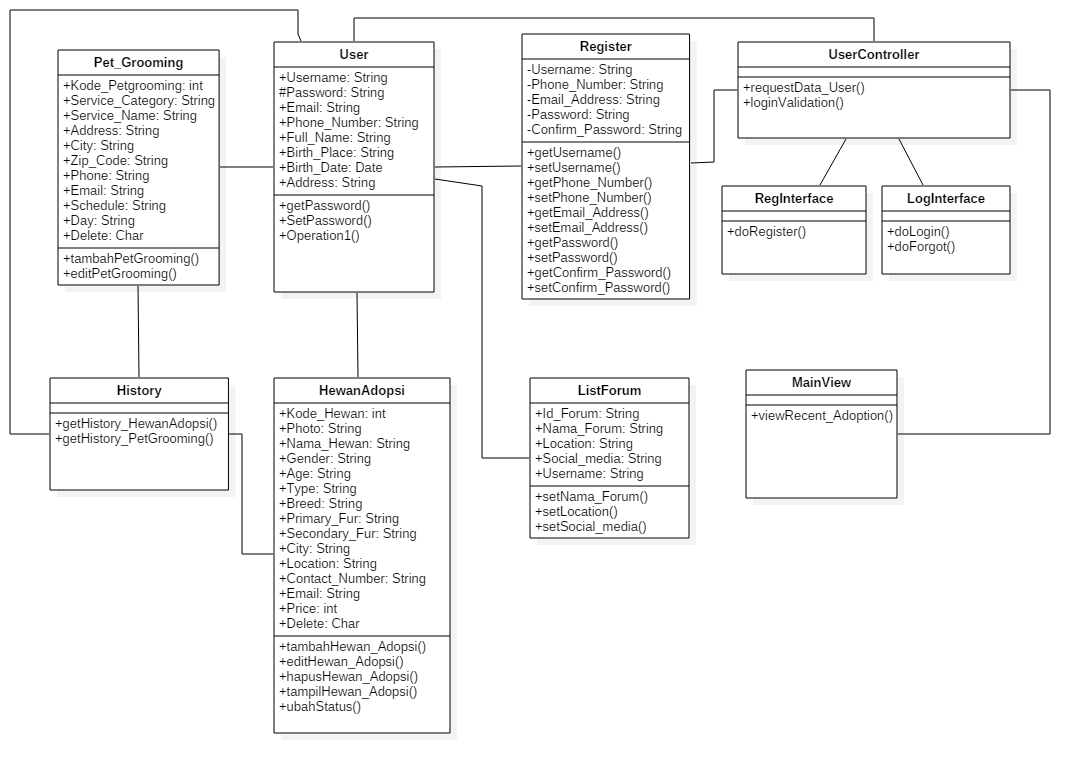 Pet_Grooming
+Kode_Petgrooming: int
+Service_Category: String
+Service_Name: String
+Address: String
+City: String
+Zip_Code: String
+Phone: String
+Email: String
+Schedule: String
+Day: String
+Delete: Char
+tambahPetGrooming()
+editPetGrooming()
User
+Username: String
#Password: String
+Email: String
+Phone_Number: String
+Full_Name: String
+Birth_Place: String
+Birth_Date: Date
+Address: String
+getPassword()
+SetPassword()
+Operation1()
Register
-Username: String
-Phone_Number: String
-Email_Address: String
-Password: String
-Confirm_Password: String
+getUsername()
+setUsername()
+getPhone_Number()
+setPhone_Number()
+getEmail_Address()
+setEmail_Address()
+getPassword()
+setPassword()
+getConfirm_Password()
+setConfirm_Password()
UserController
+requestData_User()
+loginValidation()
RegInterface
+doRegister()
LogInterface
+doLogin()
+doForgot()
History
+getHistory_HewanAdopsi()
+getHistory_PetGrooming()
HewanAdopsi
+Kode_Hewan: int
+Photo: String
+Nama_Hewan: String
+Gender: String
+Age: String
+Type: String
+Breed: String
+Primary_Fur: String
+Secondary_Fur: String
+City: String
+Location: String
+Contact_Number: String
+Email: String
+Price: int
+Delete: Char
+tambahHewan_Adopsi()
+editHewan_Adopsi()
+hapusHewan_Adopsi()
+tampilHewan_Adopsi()
+ubahStatus()
ListForum
+Id_Forum: String
+Nama_Forum: String
+Location: String
+Social_media: String
+Username: String
+setNama_Forum()
+setLocation()
+setSocial_media()
MainView
+viewRecent_Adoption()